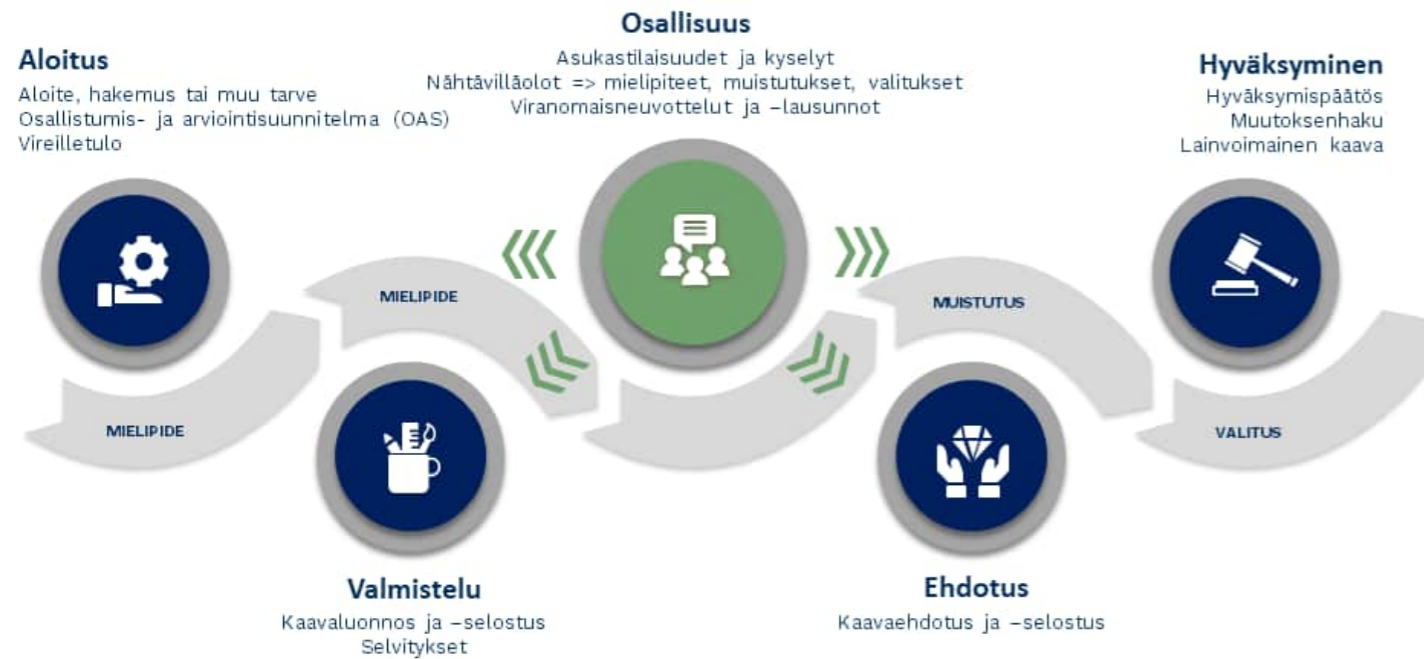 Aloitus
Aloite, hakemus tai muu tarve
Osallistumis- ja arviointisuunnitelma (OAS)
Vireilletulo
Osallisuus
Asukastilaisuudet ja kyselyt
Nähtävilläolot => mielipiteet, muistutukset, valitukset
Viranomaisneuvottelut ja –lausunnot
Hyväksyminen
Hyväksymispäätös
Muutoksenhaku
Lainvoimainen kaava
MIELIPIDE
MIELIPIDE
MUISTUTUS
VALITUS
Valmistelu
Kaavaluonnos ja –selostus
Selvitykset
Ehdotus
Kaavaehdotus ja –selostus